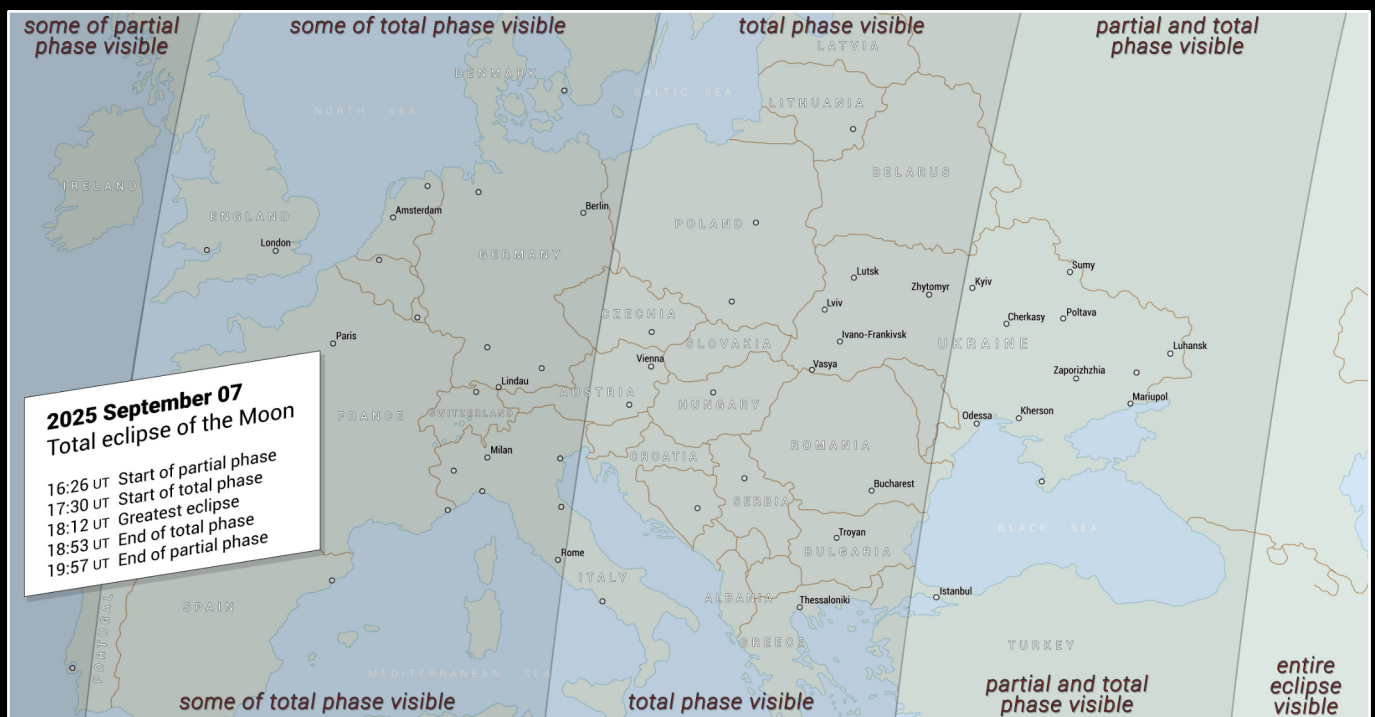 some of partial
phase visible
some of total phase visible
total phase visible
partial and total
phase visible
LATVIA
DENMARK
BALTIC SEA
LITHUANIA
NORTH SEA
BELARUS
IRELAND
ENGLAND
Amsterdam
Berlin
POLAND
London
GERMANY
Lutsk
Sumy
Zhytomyr
Kyiv
Lviv
CZECHIA
Cherkasy
Poltava
Paris
Ivano-Frankivsk
SLOVAKIA
UKRAINE
Luhansk
Vienna
Vasya
Zaporizhzhia
Lindau
AUSTRIA
HUNGARY
Mariupol
FRANCE
SWITZERLAND
Odessa
Kherson
2025 September 07
Total eclipse of the Moon
16:26 UT Start of partial phase
17:30 UT Start of total phase
18:12 UT Greatest eclipse
18:53 UT End of total phase
19:57 UT End of partial phase
Milan
CROATIA
ROMANIA
SERBIA
Bucharest
BLACK SEA
Troyan
BULGARIA
Rome
ITALY
Istanbul
PORTUGAL
SPAIN
ALBANIA
Thessaloniki
GREECE
TURKEY
MEDITERRANEAN SEA
some of total phase visible
total phase visible
partial and total
phase visible
entire
eclipse
visible